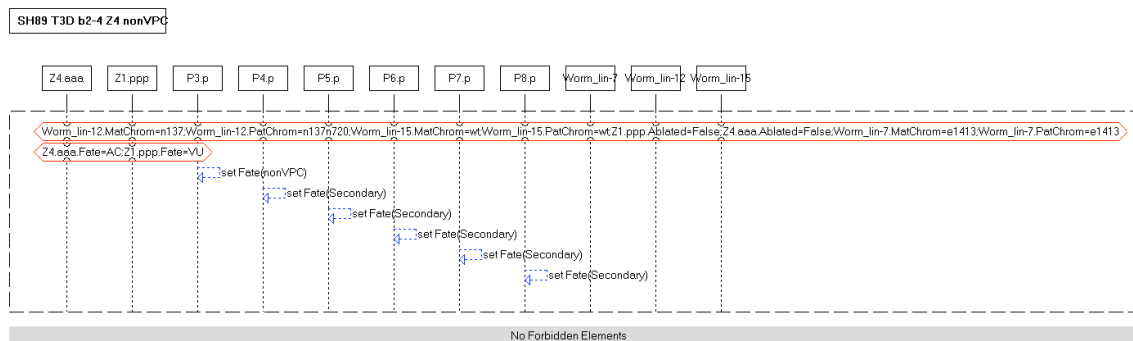 SH89 T3D b2-4 Z4 nonVPC
Z4.aaa Z1.ppp P3.p P4.p P5.p P6.p P7.p P8.p Worm_lin-7 Worm_lin-12 Worm_lin-15
Worm_lin-12.MatChrom=n137;Worm_lin-12.PatChrom=n137n720;Worm_lin-15.MatChrom=wt;Worm_lin-15.PatChrom=wt;Z1.ppp.Ablated=False;Z4.aaa.Ablated=False;Worm_lin-7.MatChrom=e1413;Worm_lin-7.PatChrom=e1413
Z4.aaa.Fate=AC;Z1.ppp.Fate=VU
set Fate(nonVPC)
set Fate(Secondary)
set Fate(Secondary)
set Fate(Secondary)
set Fate(Secondary)
set Fate(Secondary)
No Forbidden Elements